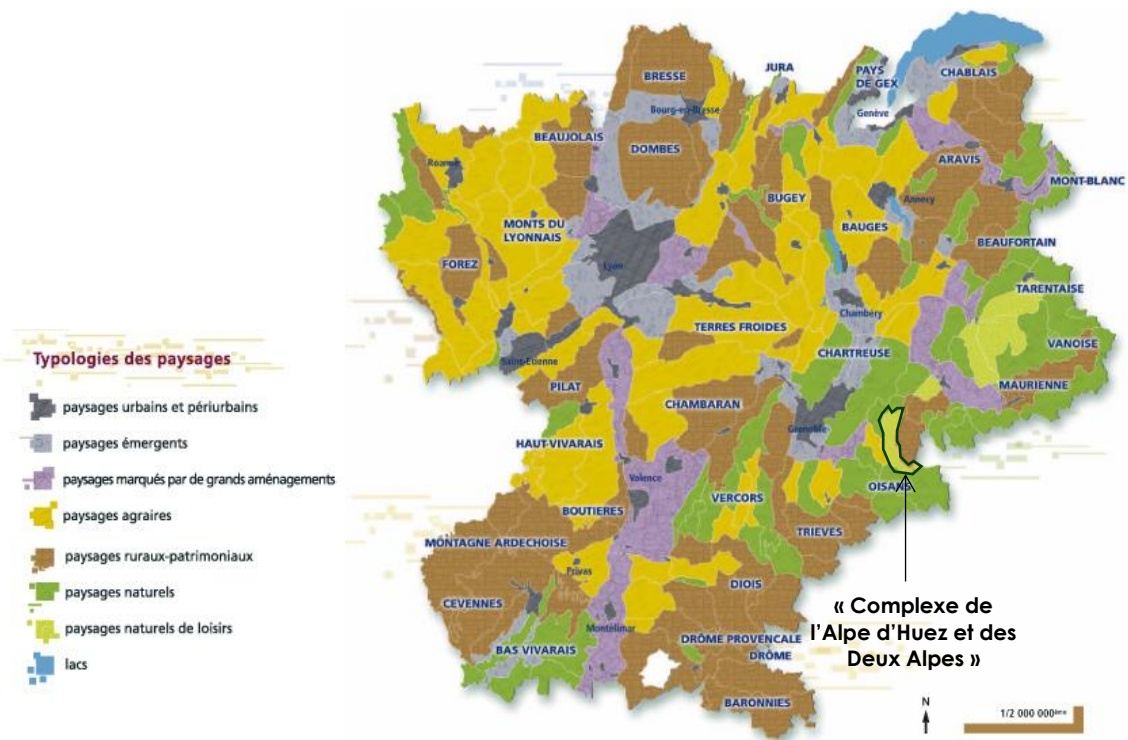 BRESSE
JURA
PAYS
DE GEX
CHABLAIS
Bourg-en-Bresse
Genève
BEAUJOLAIS
DOMBES
Roanne
ARAVIS
MONT-BLANC
BUGEY
Annecy
MONTS DU
LYONNAIS
BAUGES
BEAUFORTAIN
FOREZ
Lyon
TARENTAISE
Chambéry
TERRES FROIDES
VANOISE
CHARTREUSE
Saint-Etienne
MAURIENNE
PILAT
CHAMBARAN
Grenoble
HAUT-VIVARAIS
Valence
OISANS
VERCORS
BOUTIERES
TRIEVES
MONTAGNE ARDECHOISE
Privas
DIOIS
CEVENNES
Montélimar
DRÔME PROVENCALE
DRÔME
BAS VIVARAIS
BARONNIES
Typologies des paysages
paysages urbains et périurbains
paysages émergents
paysages marqués par de grands aménagements
paysages agraires
paysages ruraux-patrimoniaux
paysages naturels
paysages naturels de loisirs
lacs
« Complexe de
l'Alpe d'Huez et des
Deux Alpes »
N
1/2 000 000ème